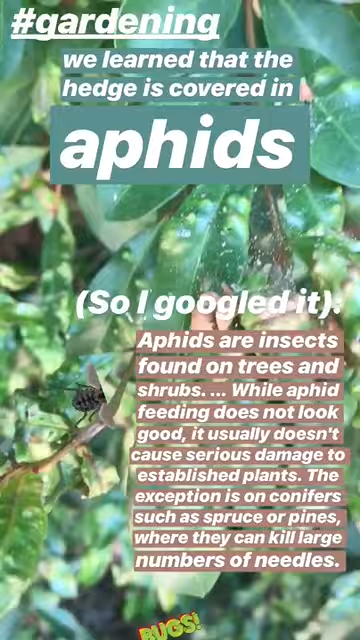 #gardening
we learned that the
hedge is covered in
aphids
(So I googled it):
Aphids are insects
found on trees and
shrubs. ... While aphid
feeding does not look
good, it usually doesn't
cause serious damage to
established plants. The
exception is on conifers
such as spruce or pines,
where they can kill large
numbers of needles.
BUGS!